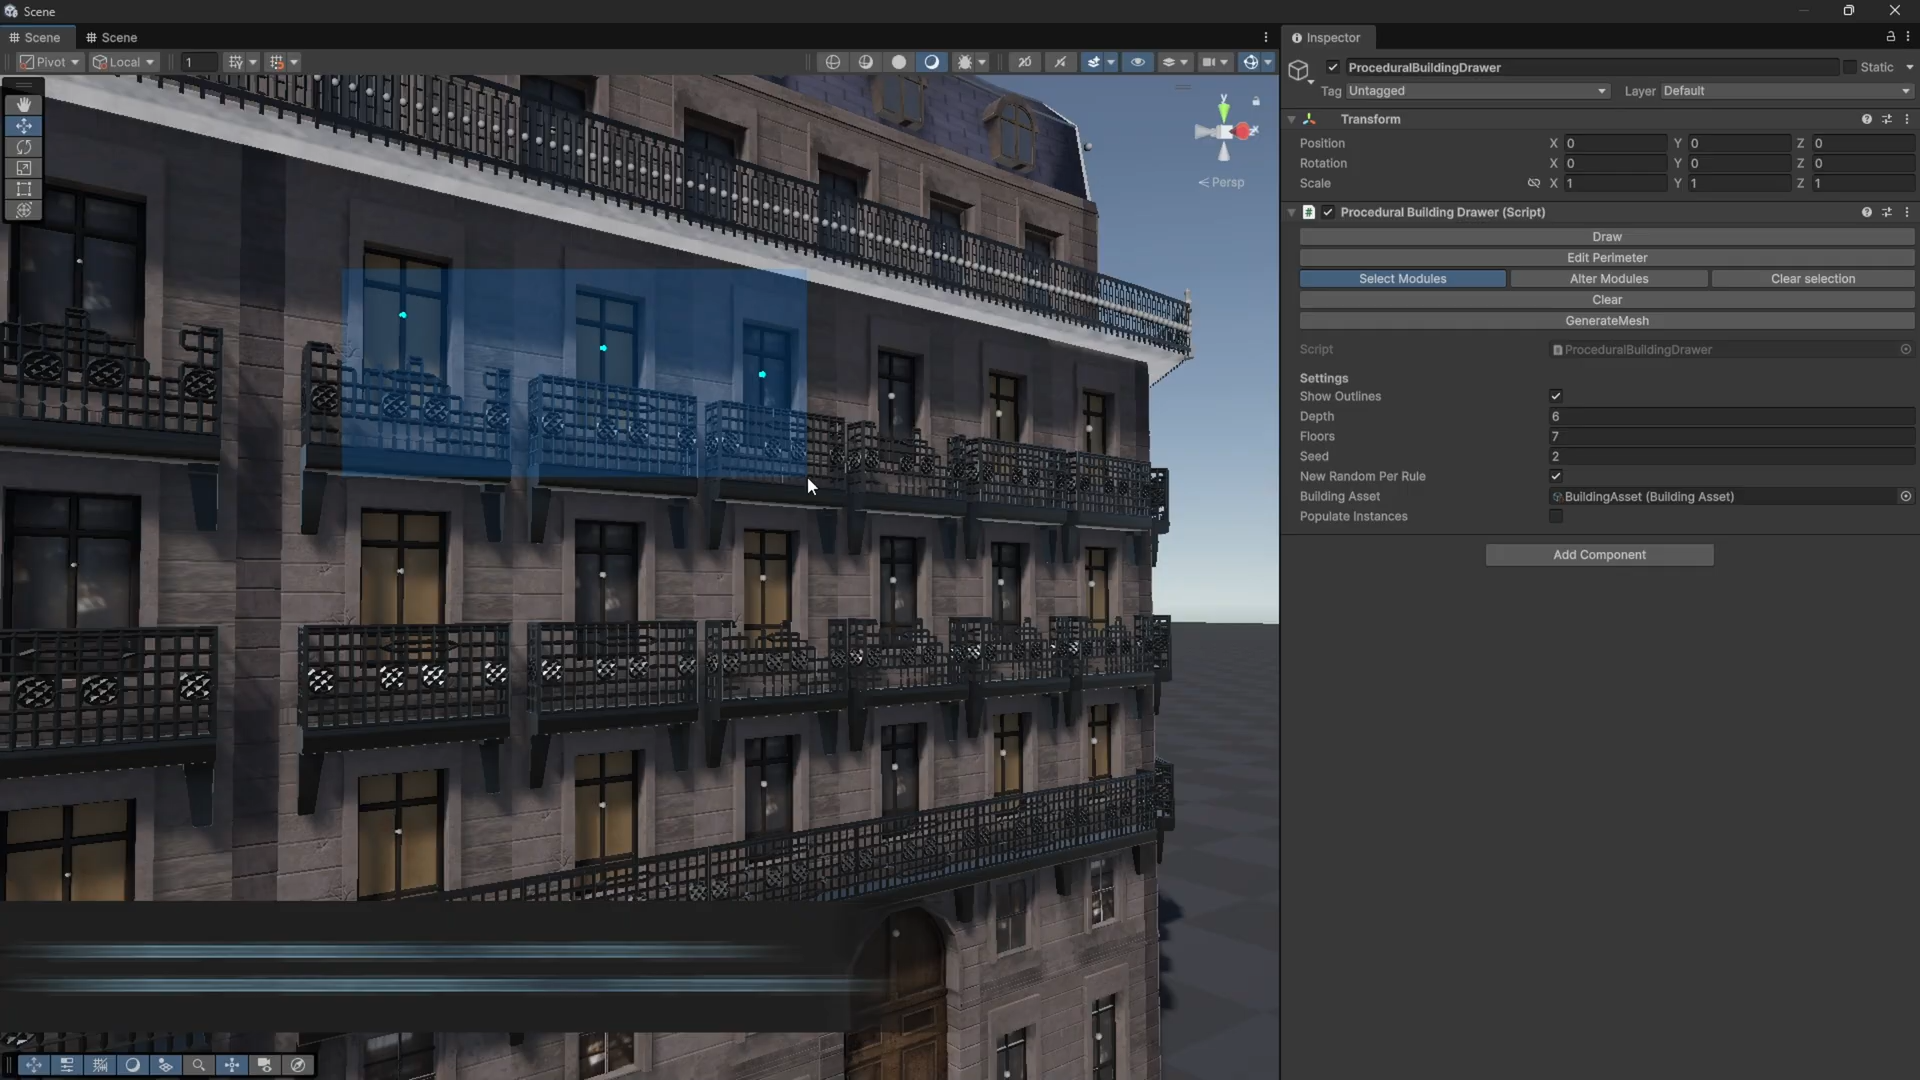 Scene
Scene
Scene
Pivot
Local
1
2D
y
x
Persp
Inspector
ProceduralBuildingDrawer
Static
Tag
Untagged
Layer
Default
Transform
Position
X
0
Y
0
Z
0
Rotation
X
0
Y
0
Z
0
Scale
X
1
Y
1
Z
1
Procedural Building Drawer (Script)
Draw
Edit Perimeter
Select Modules
Alter Modules
Clear selection
Clear
GenerateMesh
Script
ProceduralBuildingDrawer
Settings
Show Outlines
Depth
6
Floors
7
Seed
2
New Random Per Rule
Building Asset
BuildingAsset (Building Asset)
Populate Instances
Add Component